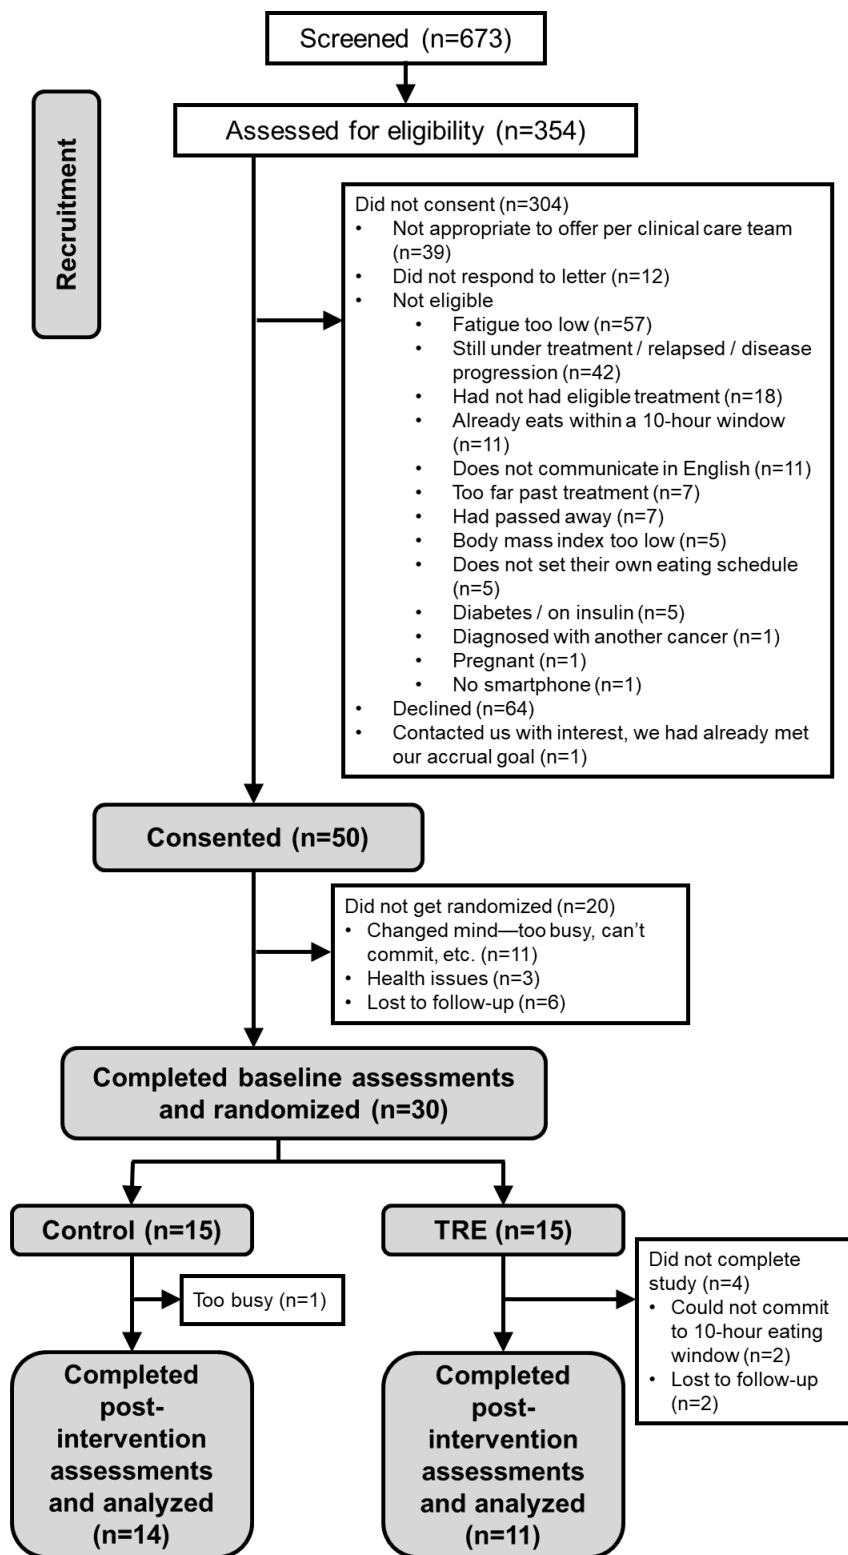 Screened (n=673)
Assessed for eligibility (n=354)
Recruitment
Did not consent (n=304)
• Not appropriate to offer per clinical care team
(n=39)
• Did not respond to letter (n=12)
• Not eligible
• Fatigue too low (n=57)
• Still under treatment / relapsed / disease
progression (n=42)
• Had not had eligible treatment (n=18)
• Already eats within a 10-hour window
(n=11)
• Does not communicate in English (n=11)
• Too far past treatment (n=7)
• Had passed away (n=7)
• Body mass index too low (n=5)
• Does not set their own eating schedule
(n=5)
• Diabetes / on insulin (n=5)
• Diagnosed with another cancer (n=1)
• Pregnant (n=1)
• No smartphone (n=1)
• Declined (n=64)
• Contacted us with interest, we had already met
our accrual goal (n=1)
Consented (n=50)
Did not get randomized (n=20)
• Changed mind—too busy, can't
commit, etc. (n=11)
• Health issues (n=3)
• Lost to follow-up (n=6)
Completed baseline assessments
and randomized (n=30)
Control (n=15)
TRE (n=15)
Too busy (n=1)
Did not complete
study (n=4)
• Could not commit
to 10-hour eating
window (n=2)
• Lost to follow-up
(n=2)
Completed
post-
intervention
assessments
and analyzed
(n=14)
Completed
post-
intervention
assessments
and analyzed
(n=11)